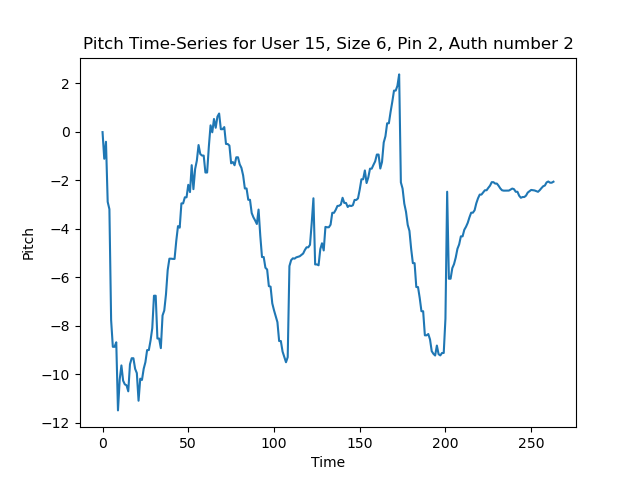 Pitch Time-Series for User 15, Size 6, Pin 2, Auth number 2
2
0
−2
−4
−6
−8
−10
−12
Pitch
0 50 100 150 200 250
Time